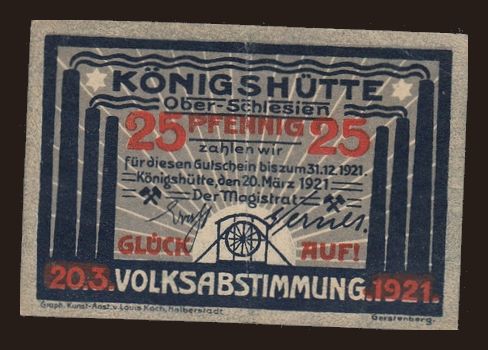 KÖNIGSHÜTTE
Ober-Schlesien
25 PFENNIG 25
zahlen wir
für diesen Gutschein bis zum 31.12.1921.
Königshütte, den 20. März 1921
Der Magistrat
GLÜCK AUF!
20.3. VOLKSABSTIMMUNG .1921.
Graph. Kunst-Anst. v. Louis Koch, Halberstadt. Gerstenberg.